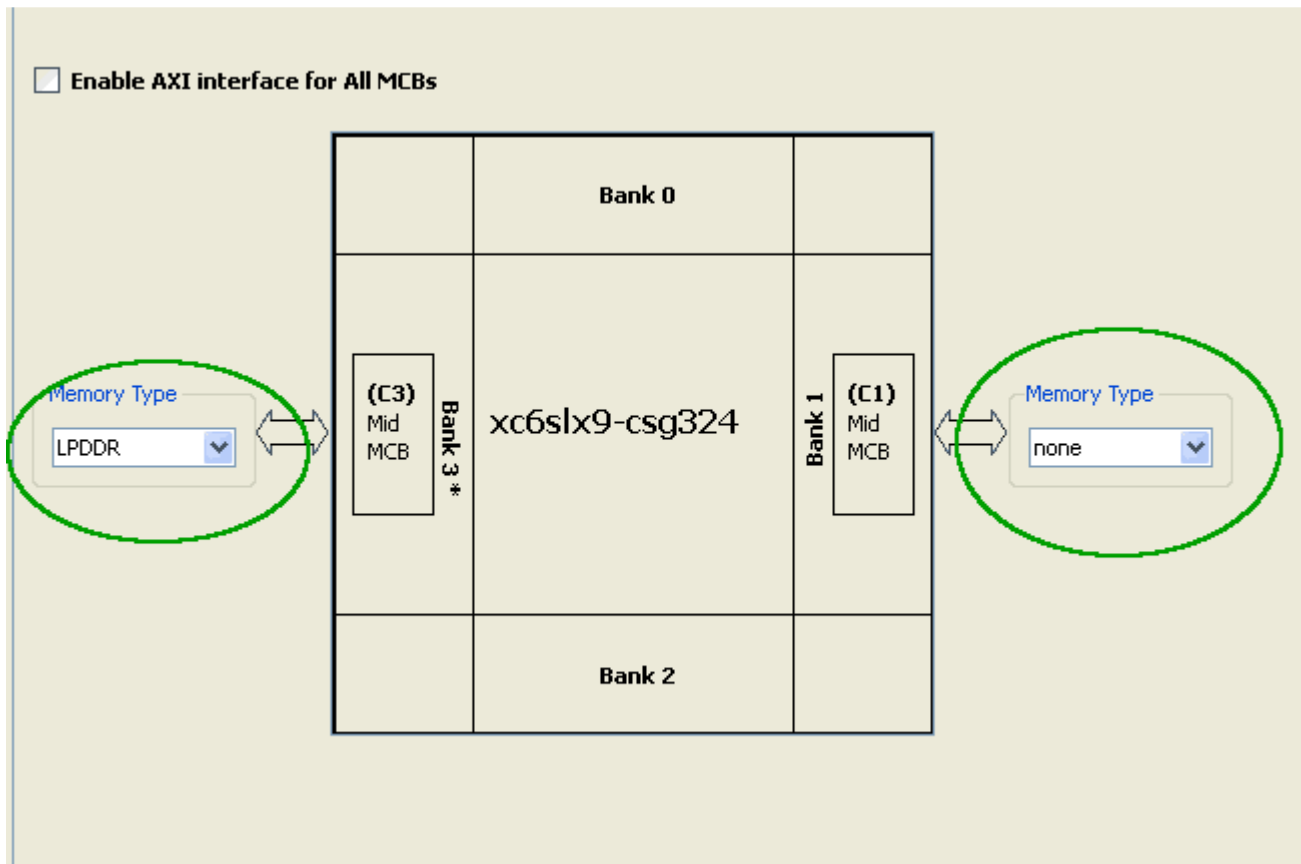 Enable AXI interface for All MCBs
Bank 0
Memory Type
LPDDR
(C3)
Mid
MCB
Bank 3 *
xc6slx9-csg324
Bank 1
(C1)
Mid
MCB
Memory Type
none
Bank 2